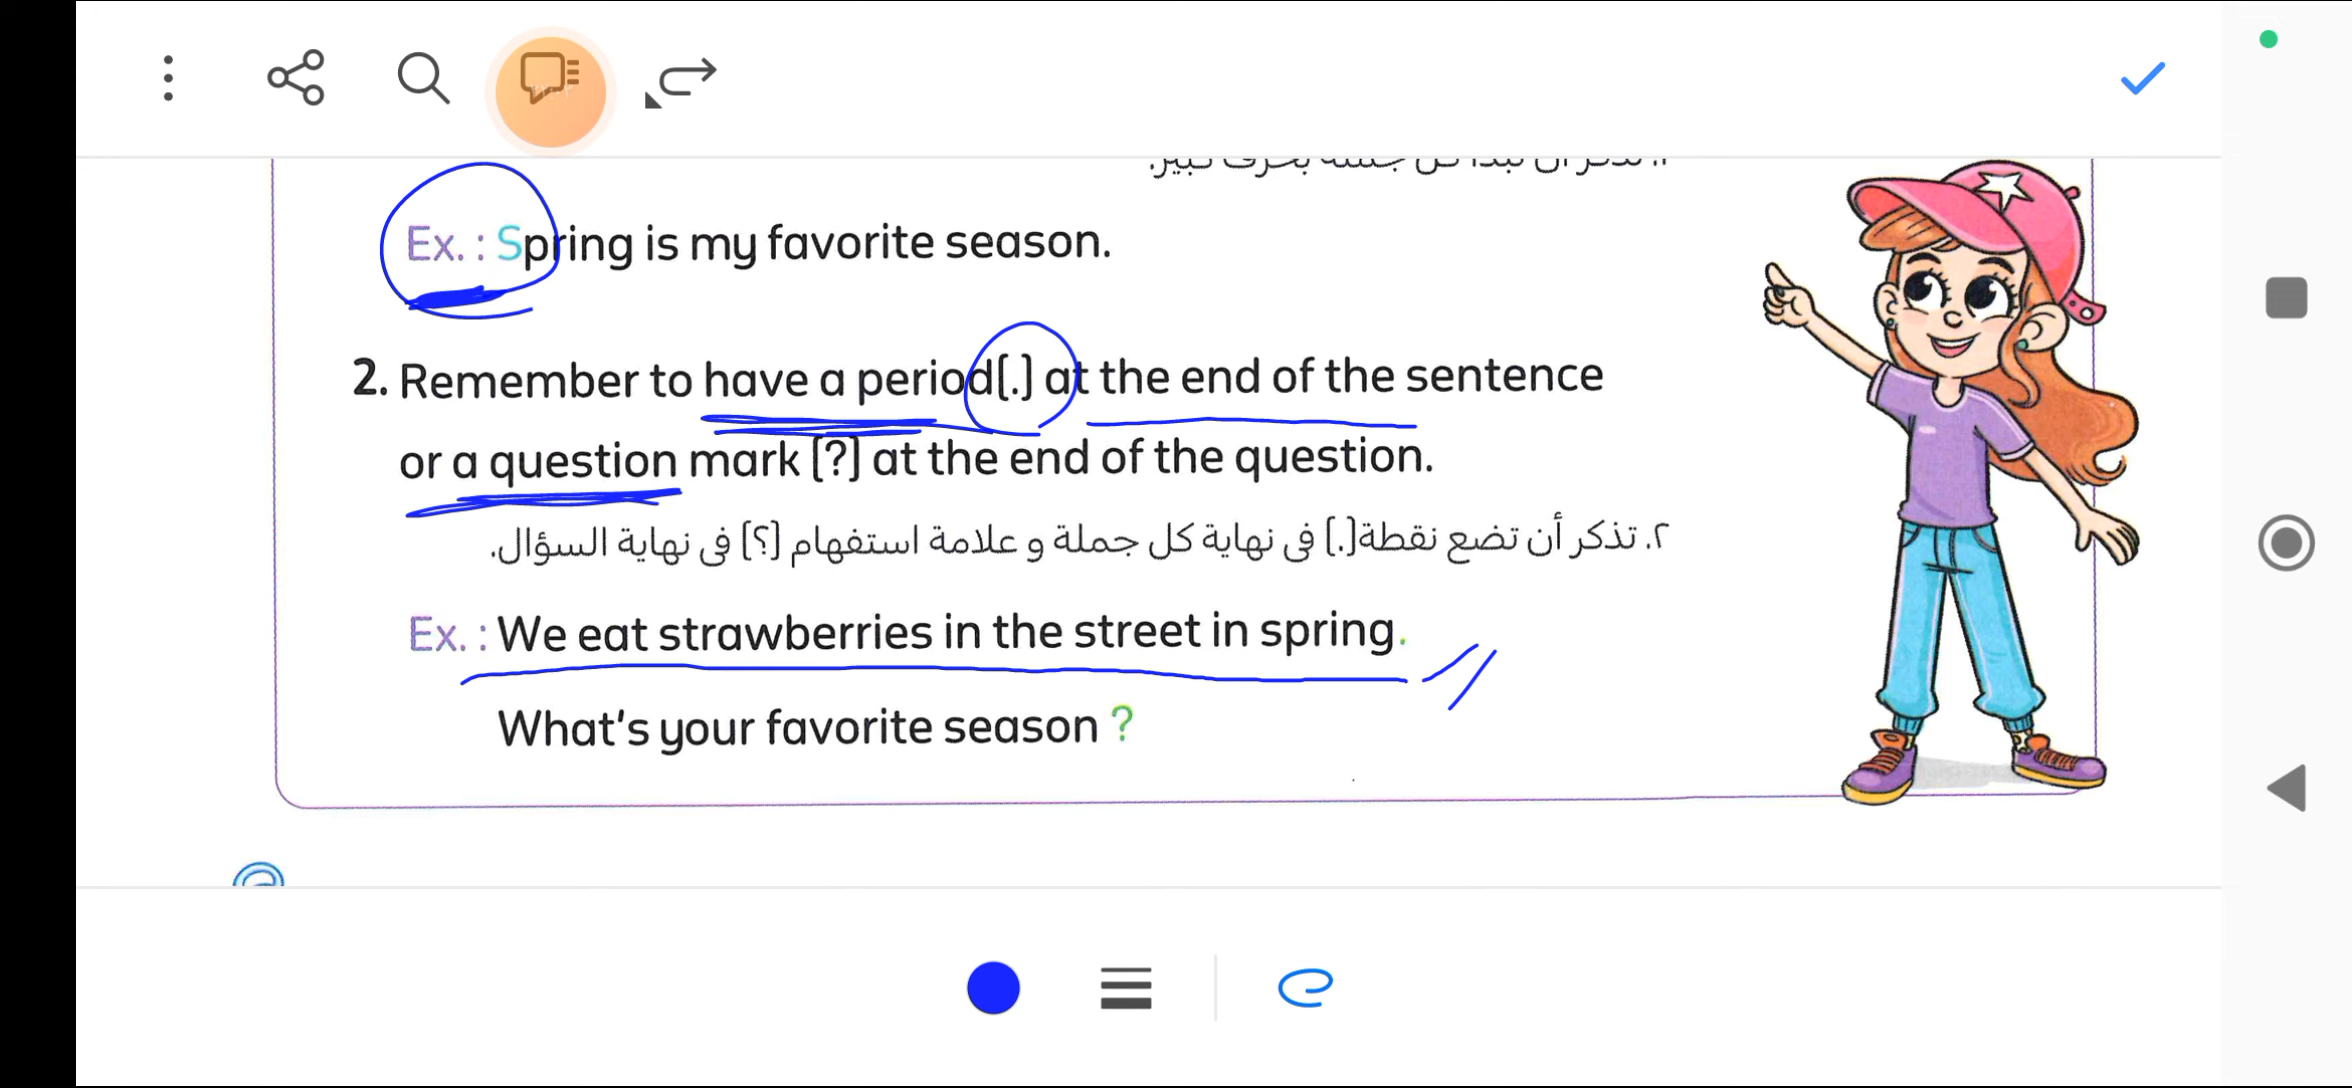 Ex. : Spring is my favorite season.
2. Remember to have a period[.] at the end of the sentence
or a question mark [?] at the end of the question.
٢. تذكر أن تضع نقطة[.] فى نهاية كل جملة و علامة استفهام [؟] فى نهاية السؤال.
Ex. : We eat strawberries in the street in spring.
What's your favorite season ?